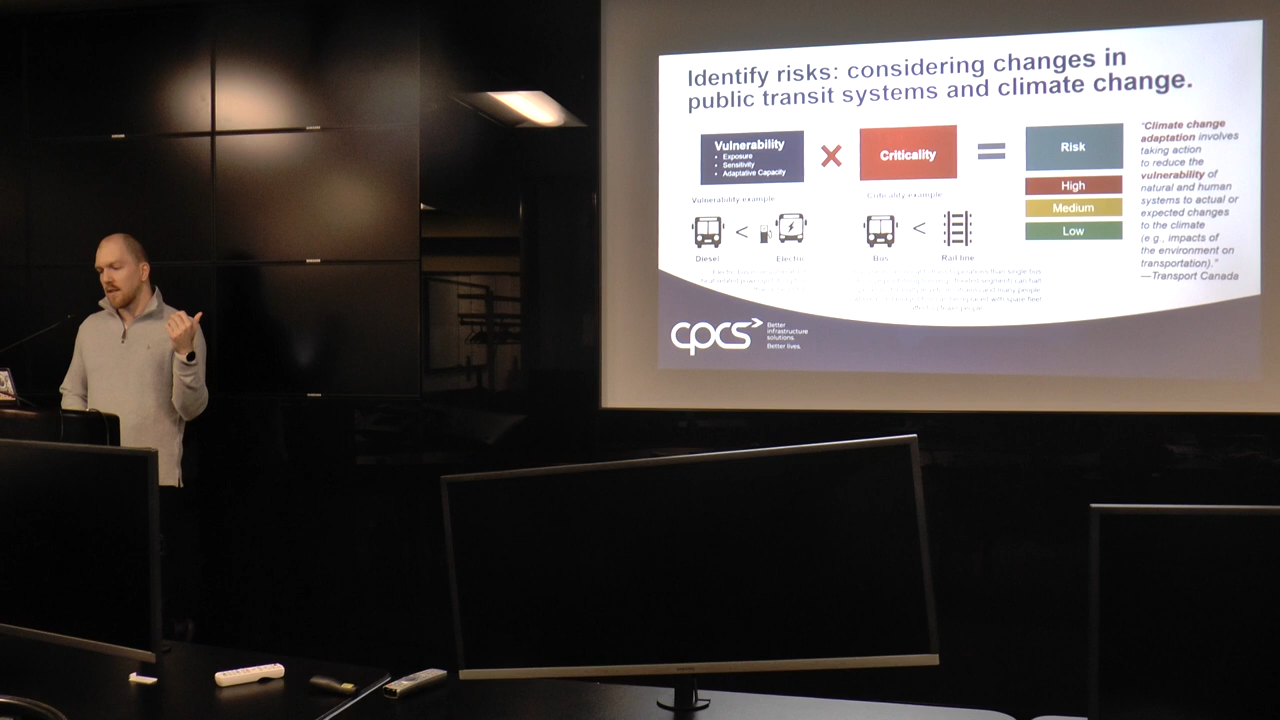 Identify risks: considering changes in
public transit systems and climate change.
Vulnerability
• Exposure
• Sensitivity
• Adaptative Capacity
Criticality
Risk
High
Medium
Low
Vulnerability example
Diesel
<
Electric
Criticality example
Bus
<
Rail line
"Climate change
adaptation involves
taking action
to reduce the
vulnerability of
natural and human
systems to actual or
expected changes
to the climate
(e.g., impacts of
the environment on
transportation)."
—Transport Canada
cpcs
Better
infrastructure
solutions.
Better lives.